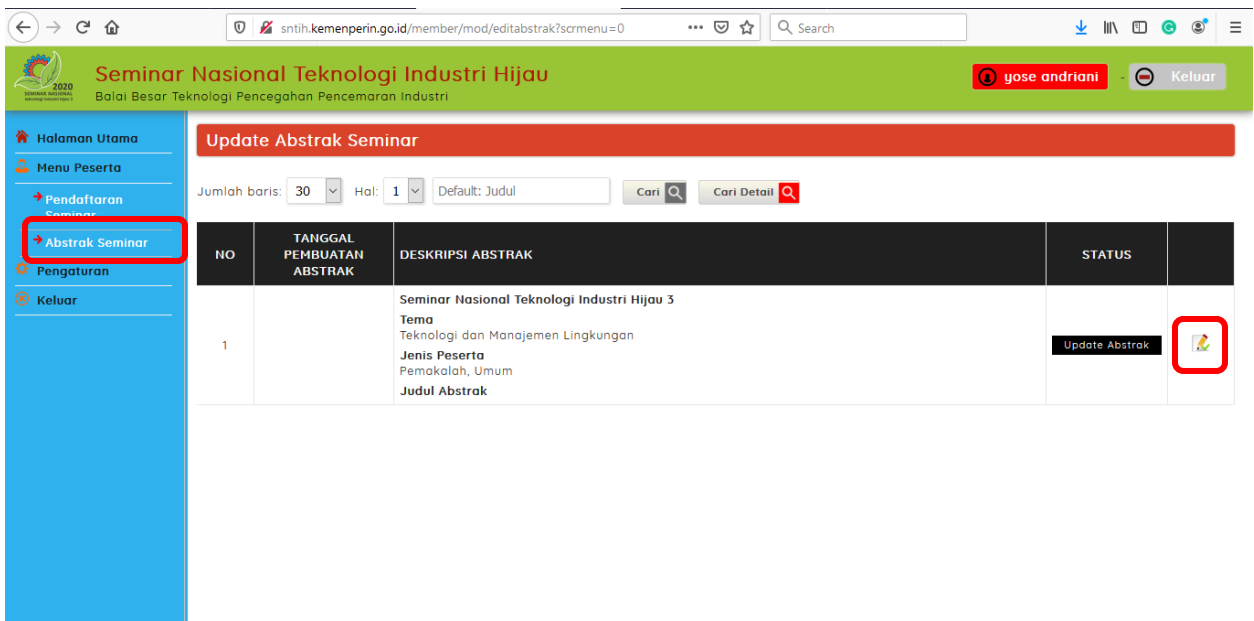 sntih.kemenperin.go.id/member/mod/editabstrak?scrmenu=0
Search
2020
SEMINAR NASIONAL
Seminar Nasional Teknologi Industri Hijau
Balai Besar Teknologi Pencegahan Pencemaran Industri
yose andriani - Keluar
Halaman Utama
Menu Peserta
Pendaftaran
Seminar
Abstrak Seminar
Pengaturan
Keluar
Update Abstrak Seminar
Jumlah baris: 30 Hal: 1 Default: Judul Cari Cari Detail
NO
TANGGAL
PEMBUATAN
ABSTRAK
DESKRIPSI ABSTRAK
STATUS
1
Seminar Nasional Teknologi Industri Hijau 3
Tema
Teknologi dan Manajemen Lingkungan
Jenis Peserta
Pemakalah, Umum
Judul Abstrak
Update Abstrak